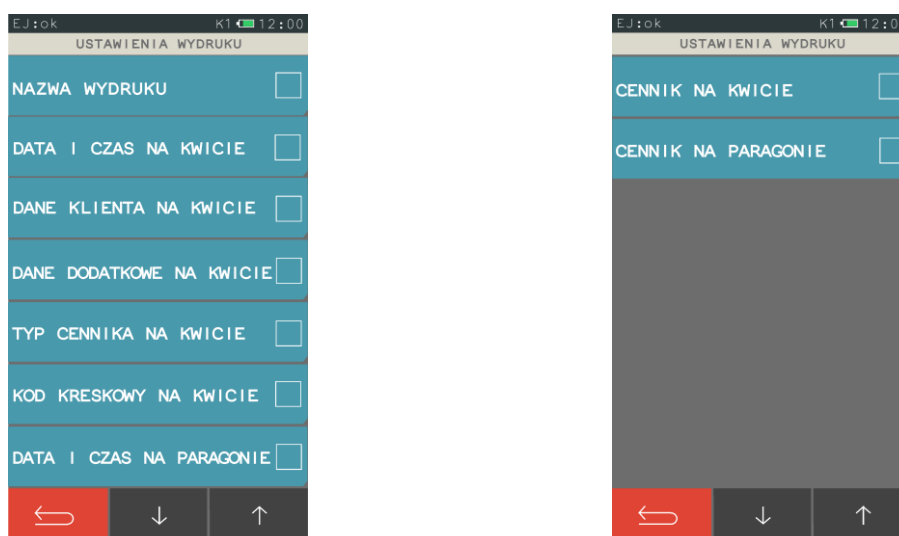 EJ:ok K1 12:00
USTAWIENIA WYDRUKU
NAZWA WYDRUKU
DATA I CZAS NA KWICIE
DANE KLIENTA NA KWICIE
DANE DODATKOWE NA KWICIE
TYP CENNIKA NA KWICIE
KOD KRESKOWY NA KWICIE
DATA I CZAS NA PARAGONIE
EJ:ok K1 12:0
USTAWIENIA WYDRUKU
CENNIK NA KWICIE
CENNIK NA PARAGONIE